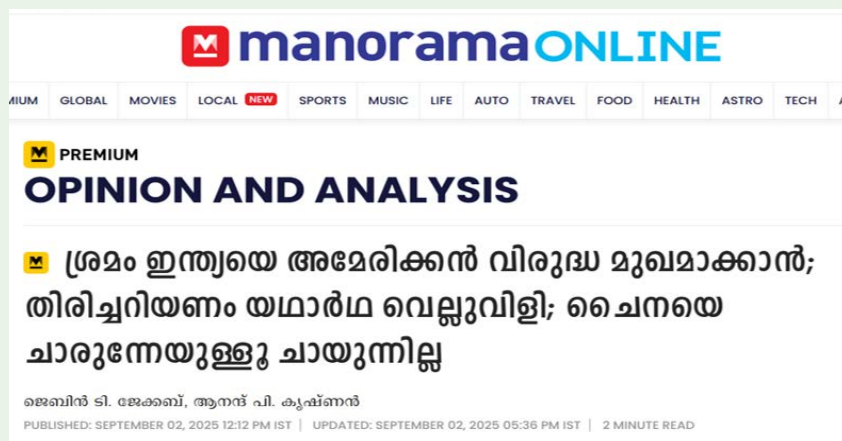 manorama ONLINE
MIUM GLOBAL MOVIES LOCAL NEW SPORTS MUSIC LIFE AUTO TRAVEL FOOD HEALTH ASTRO TECH
PREMIUM
OPINION AND ANALYSIS
ശ്രമം ഇന്ത്യയെ അമേരിക്കൻ വിരുദ്ധ മുഖമാക്കാൻ;
തിരിച്ചറിയണം യഥാർഥ വെല്ലുവിളി; ചൈനയെ
ചാരുന്നേയുള്ളൂ ചായുന്നില്ല
ജെബിൻ ടി. ജേക്കബ്, ആനന്ദ് പി. കൃഷ്ണൻ
PUBLISHED: SEPTEMBER 02, 2025 12:12 PM IST | UPDATED: SEPTEMBER 02, 2025 05:36 PM IST | 2 MINUTE READ